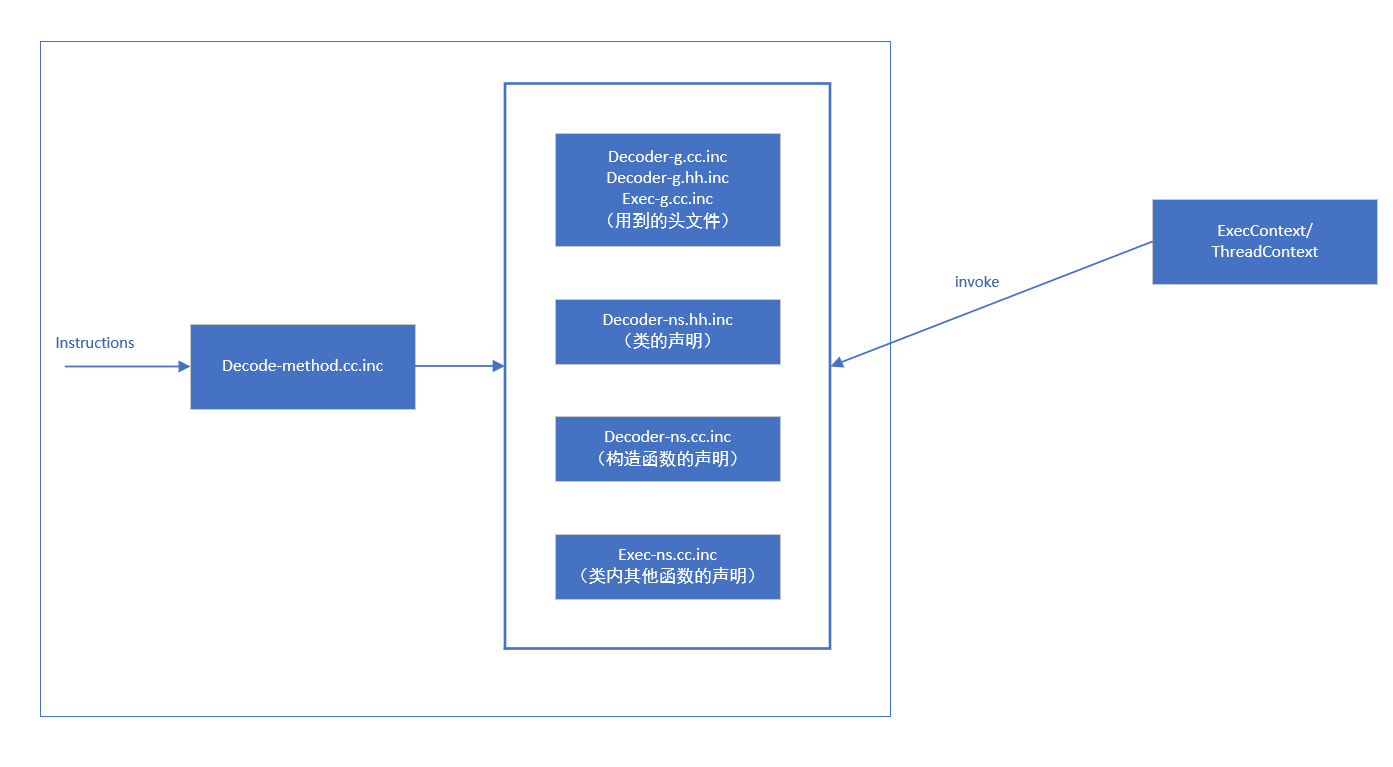 Instructions
Decode-method.cc.inc
Decoder-g.cc.inc
Decoder-g.hh.inc
Exec-g.cc.inc
（用到的头文件）
Decoder-ns.hh.inc
（类的声明）
Decoder-ns.cc.inc
（构造函数的声明）
Exec-ns.cc.inc
（类内其他函数的声明）
invoke
ExecContext/
ThreadContext